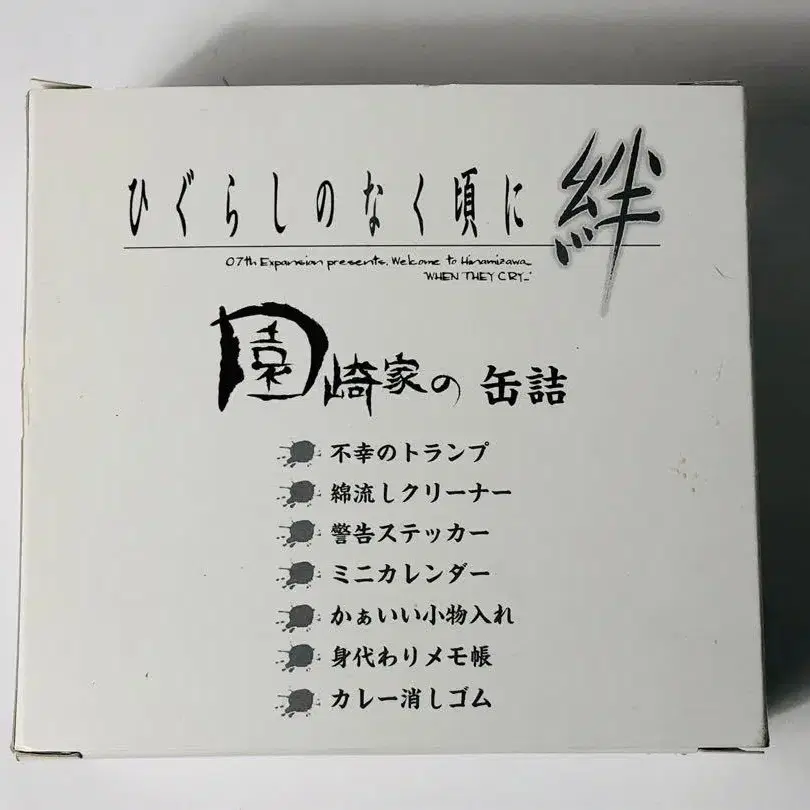 ひぐらしのなく頃に 絆
07th Expansion presents. Welcome to Hinamizawa_
"WHEN THEY CRY_"
園崎家の 缶詰
不幸のトランプ
綿流しクリーナー
警告ステッカー
ミニカレンダー
かぁいい小物入れ
身代わりメモ帳
カレー消しゴム